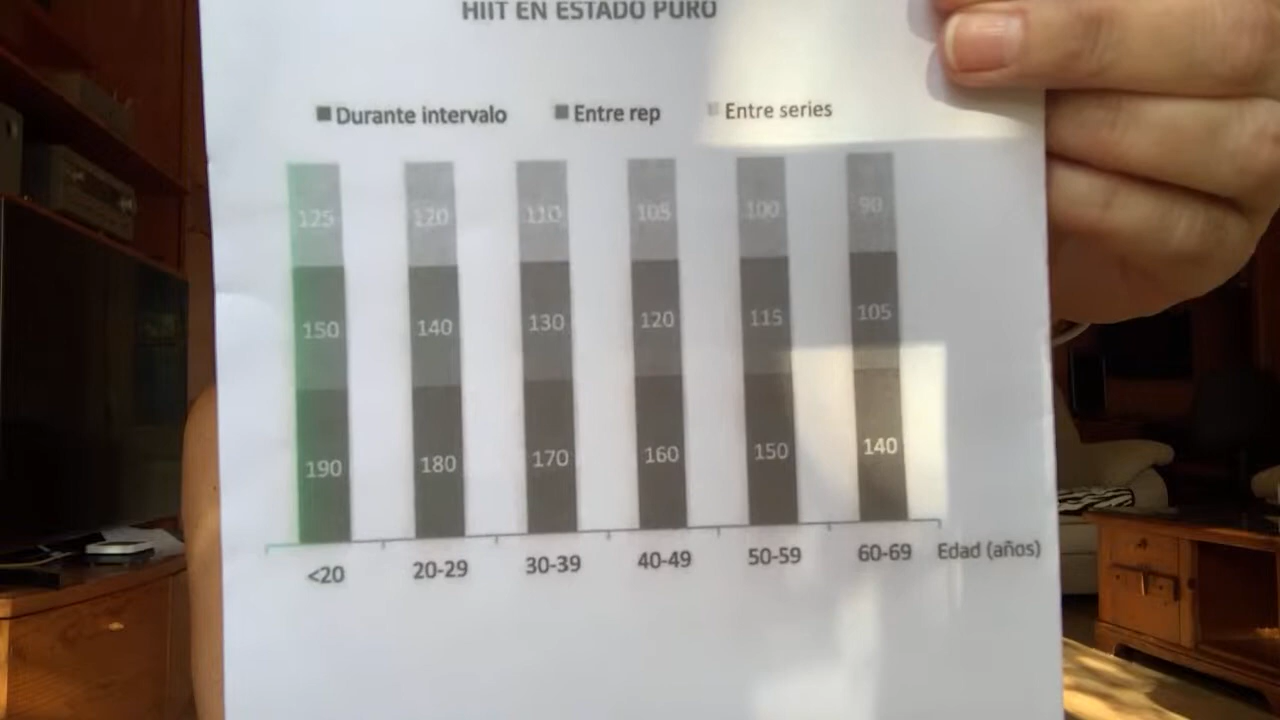 HIIT EN ESTADO PURO
Durante intervalo Entre rep Entre series
125 120 110 105 100 90
150 140 130 120 115 105
190 180 170 160 150 140
<20 20-29 30-39 40-49 50-59 60-69 Edad (años)